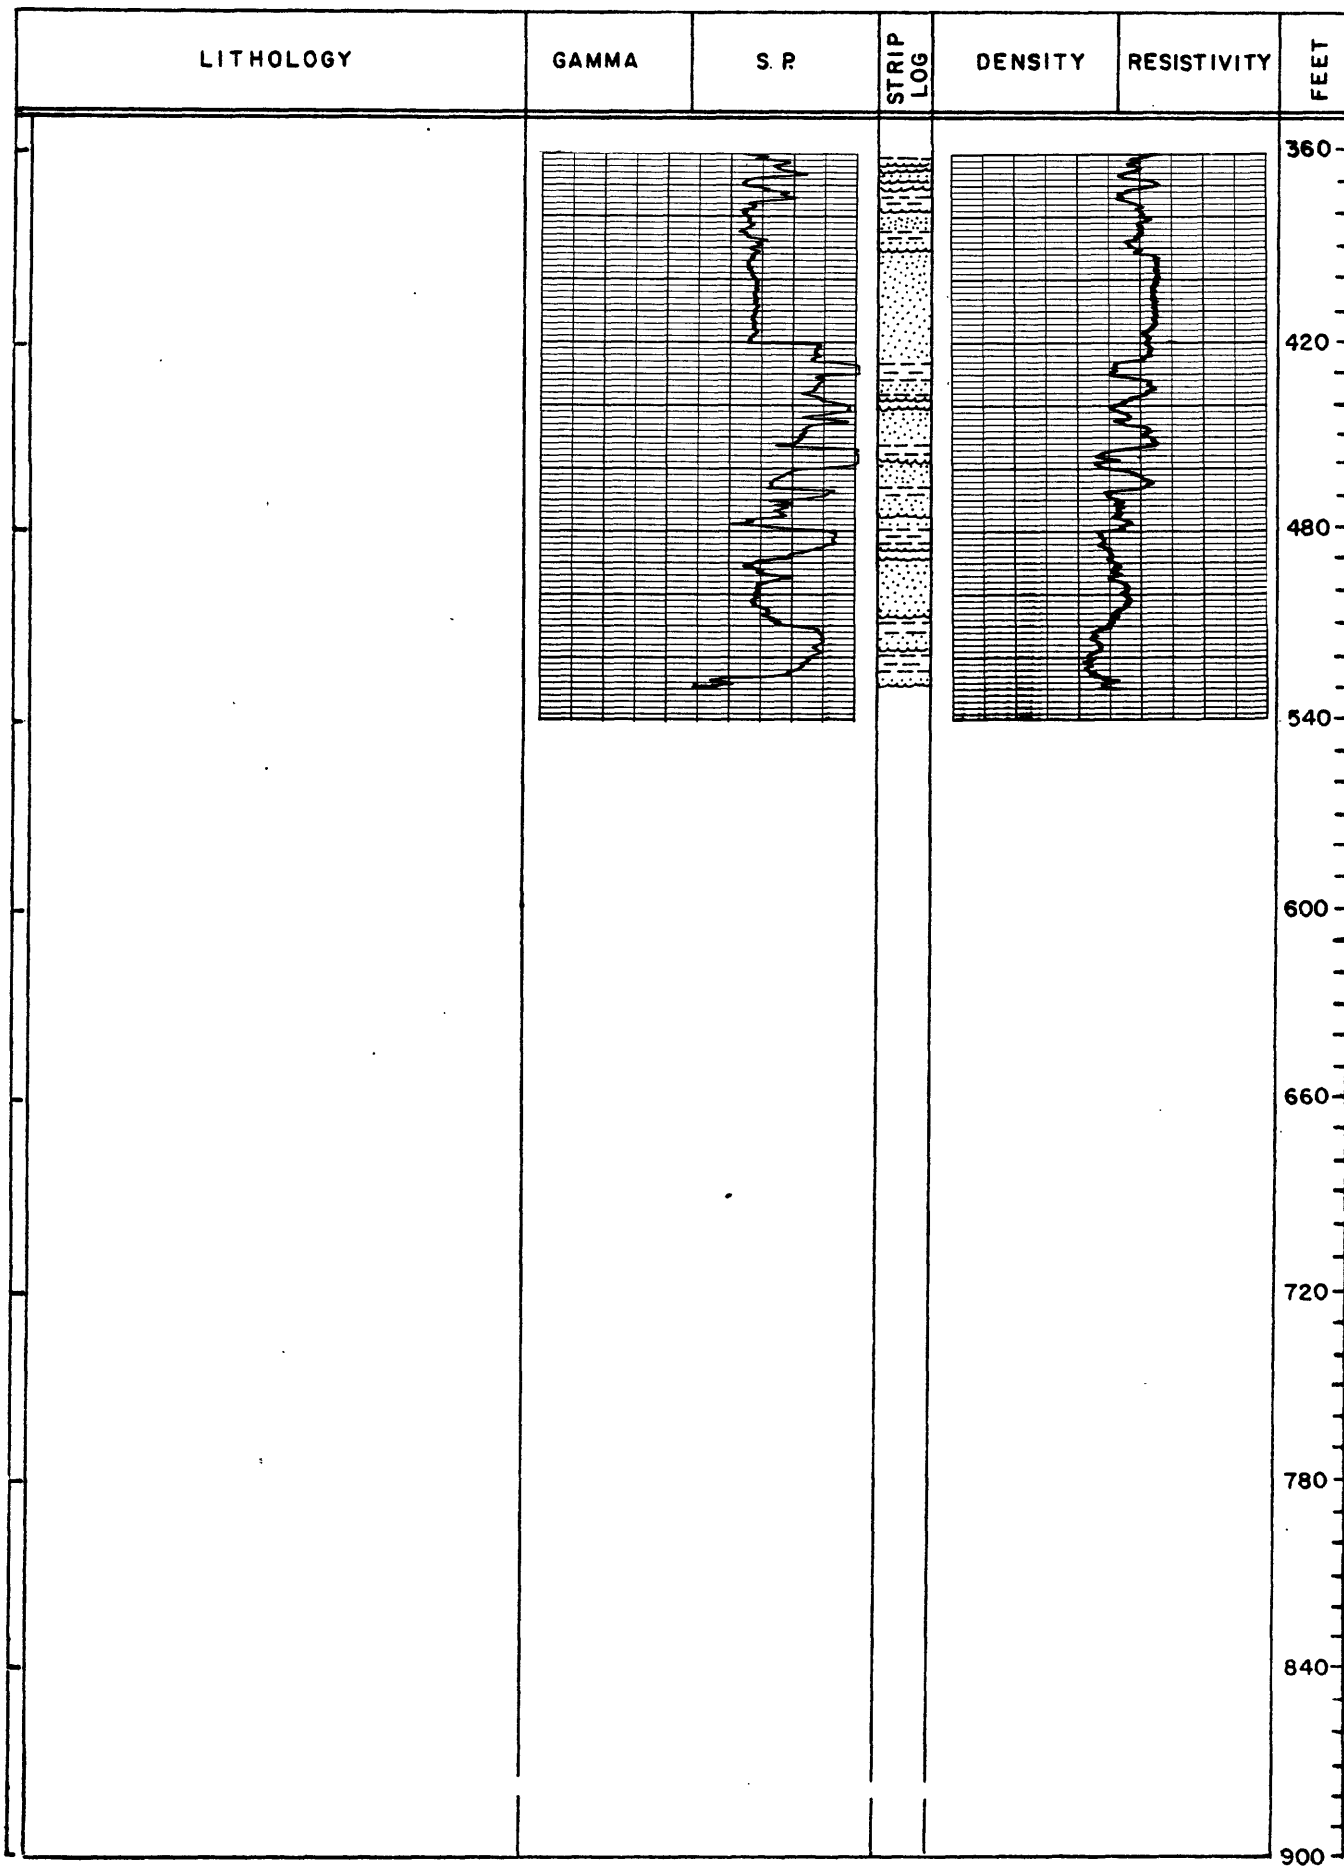 LITHOLOGY
GAMMA
S. P.
STRIP LOG
DENSITY
RESISTIVITY
FEET
360
420
480
540
600
660
720
780
840
900